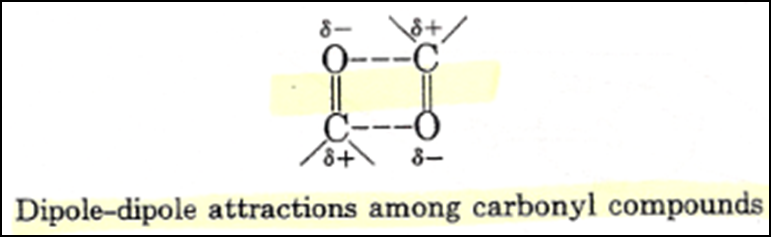 δ− δ+
O---C
C---O
δ+ δ−
Dipole–dipole attractions among carbonyl compounds